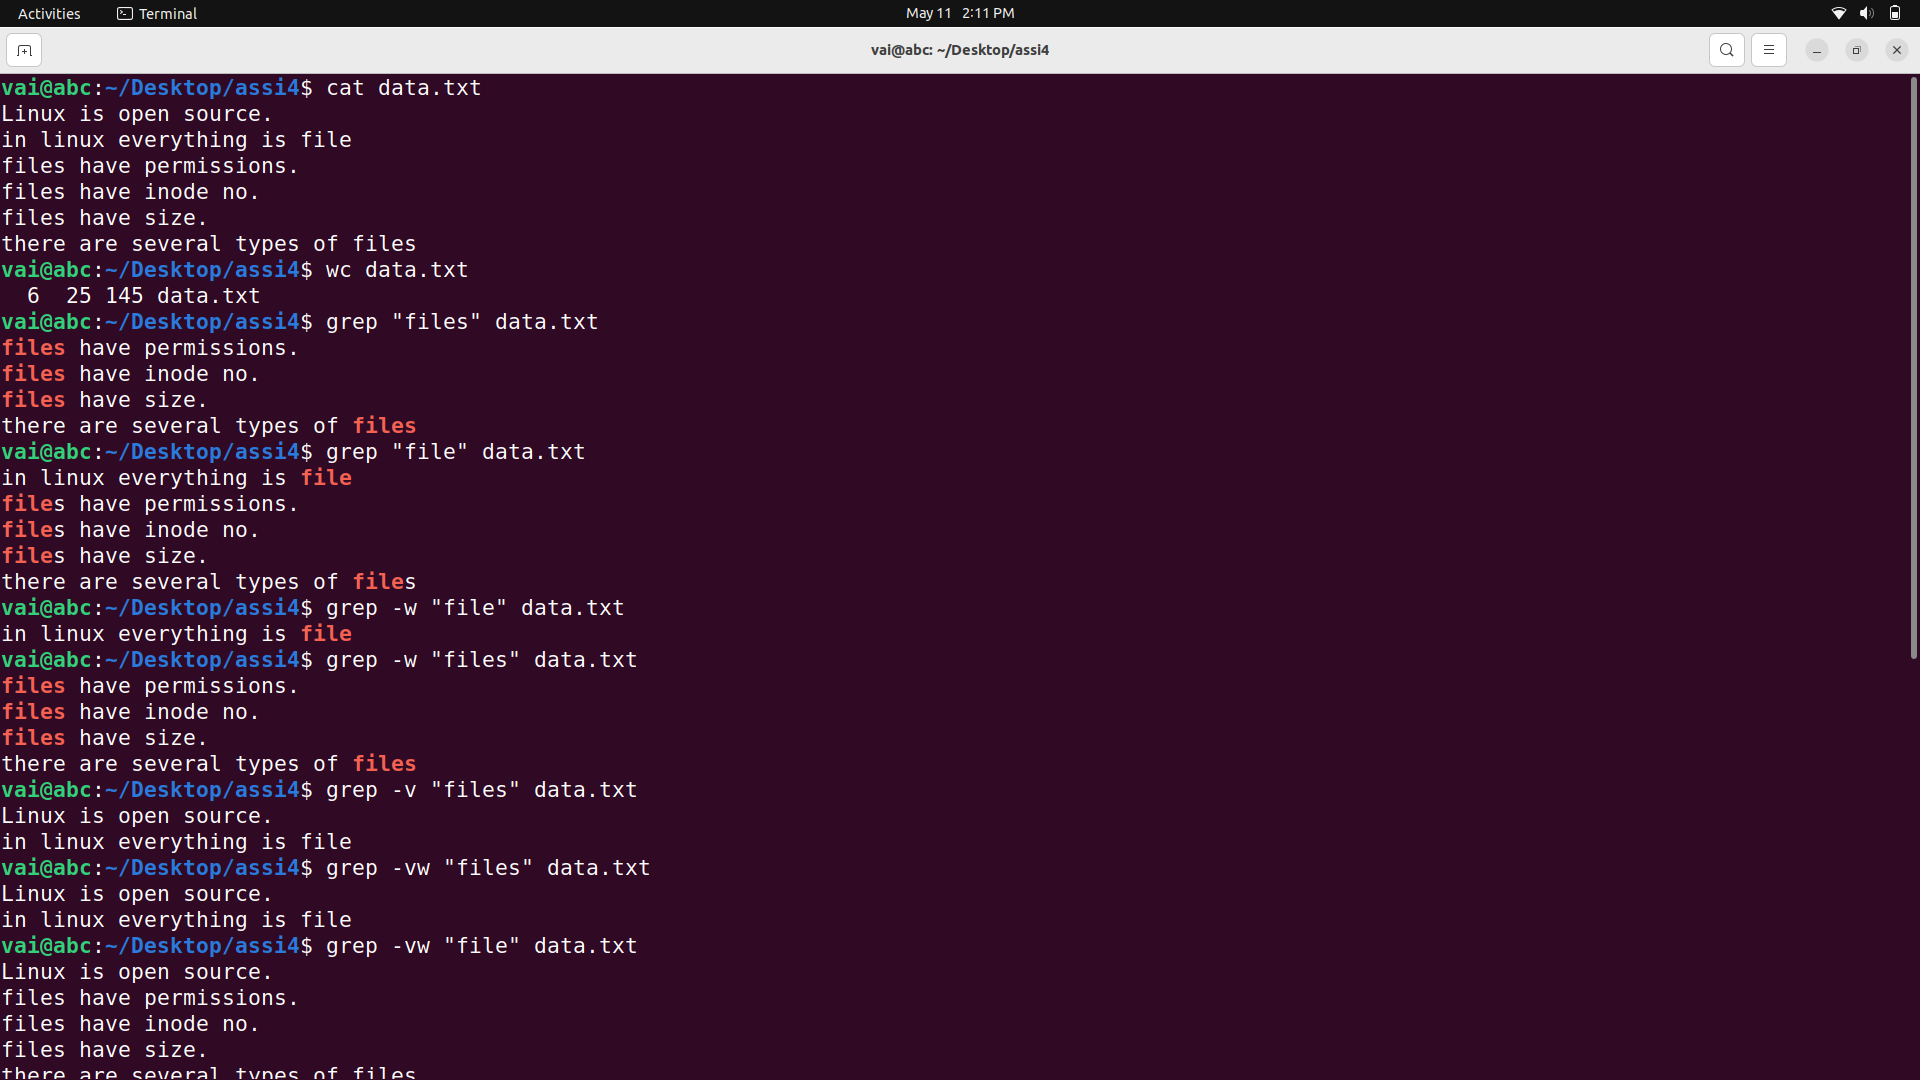 Activities Terminal May 11 2:11 PM
vai@abc: ~/Desktop/assi4
vai@abc:~/Desktop/assi4$ cat data.txt
Linux is open source.
in linux everything is file
files have permissions.
files have inode no.
files have size.
there are several types of files
vai@abc:~/Desktop/assi4$ wc data.txt
  6  25 145 data.txt
vai@abc:~/Desktop/assi4$ grep "files" data.txt
files have permissions.
files have inode no.
files have size.
there are several types of files
vai@abc:~/Desktop/assi4$ grep "file" data.txt
in linux everything is file
files have permissions.
files have inode no.
files have size.
there are several types of files
vai@abc:~/Desktop/assi4$ grep -w "file" data.txt
in linux everything is file
vai@abc:~/Desktop/assi4$ grep -w "files" data.txt
files have permissions.
files have inode no.
files have size.
there are several types of files
vai@abc:~/Desktop/assi4$ grep -v "files" data.txt
Linux is open source.
in linux everything is file
vai@abc:~/Desktop/assi4$ grep -vw "files" data.txt
Linux is open source.
in linux everything is file
vai@abc:~/Desktop/assi4$ grep -vw "file" data.txt
Linux is open source.
files have permissions.
files have inode no.
files have size.
there are several types of files